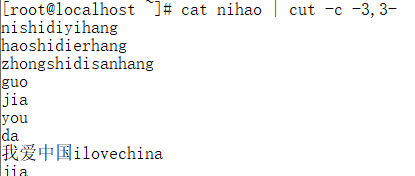 [root@localhost ~]# cat nihao | cut -c -3,3-
nishidiyihang
haoshidierhang
zhongshidisanhang
guo
jia
you
da
我爱中国ilovechina
jia